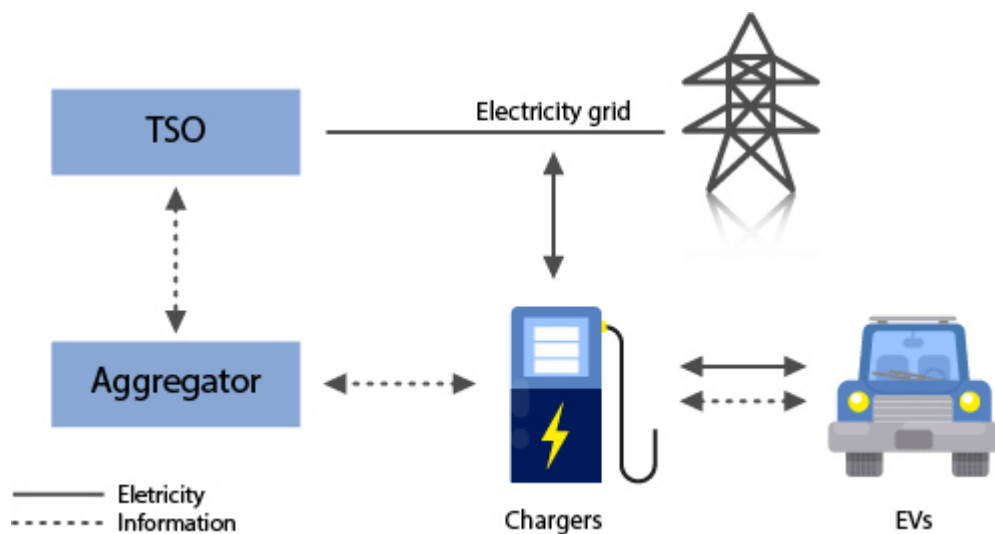 TSO
Electricity grid
Aggregator
Eletricity
Information
Chargers
EVs